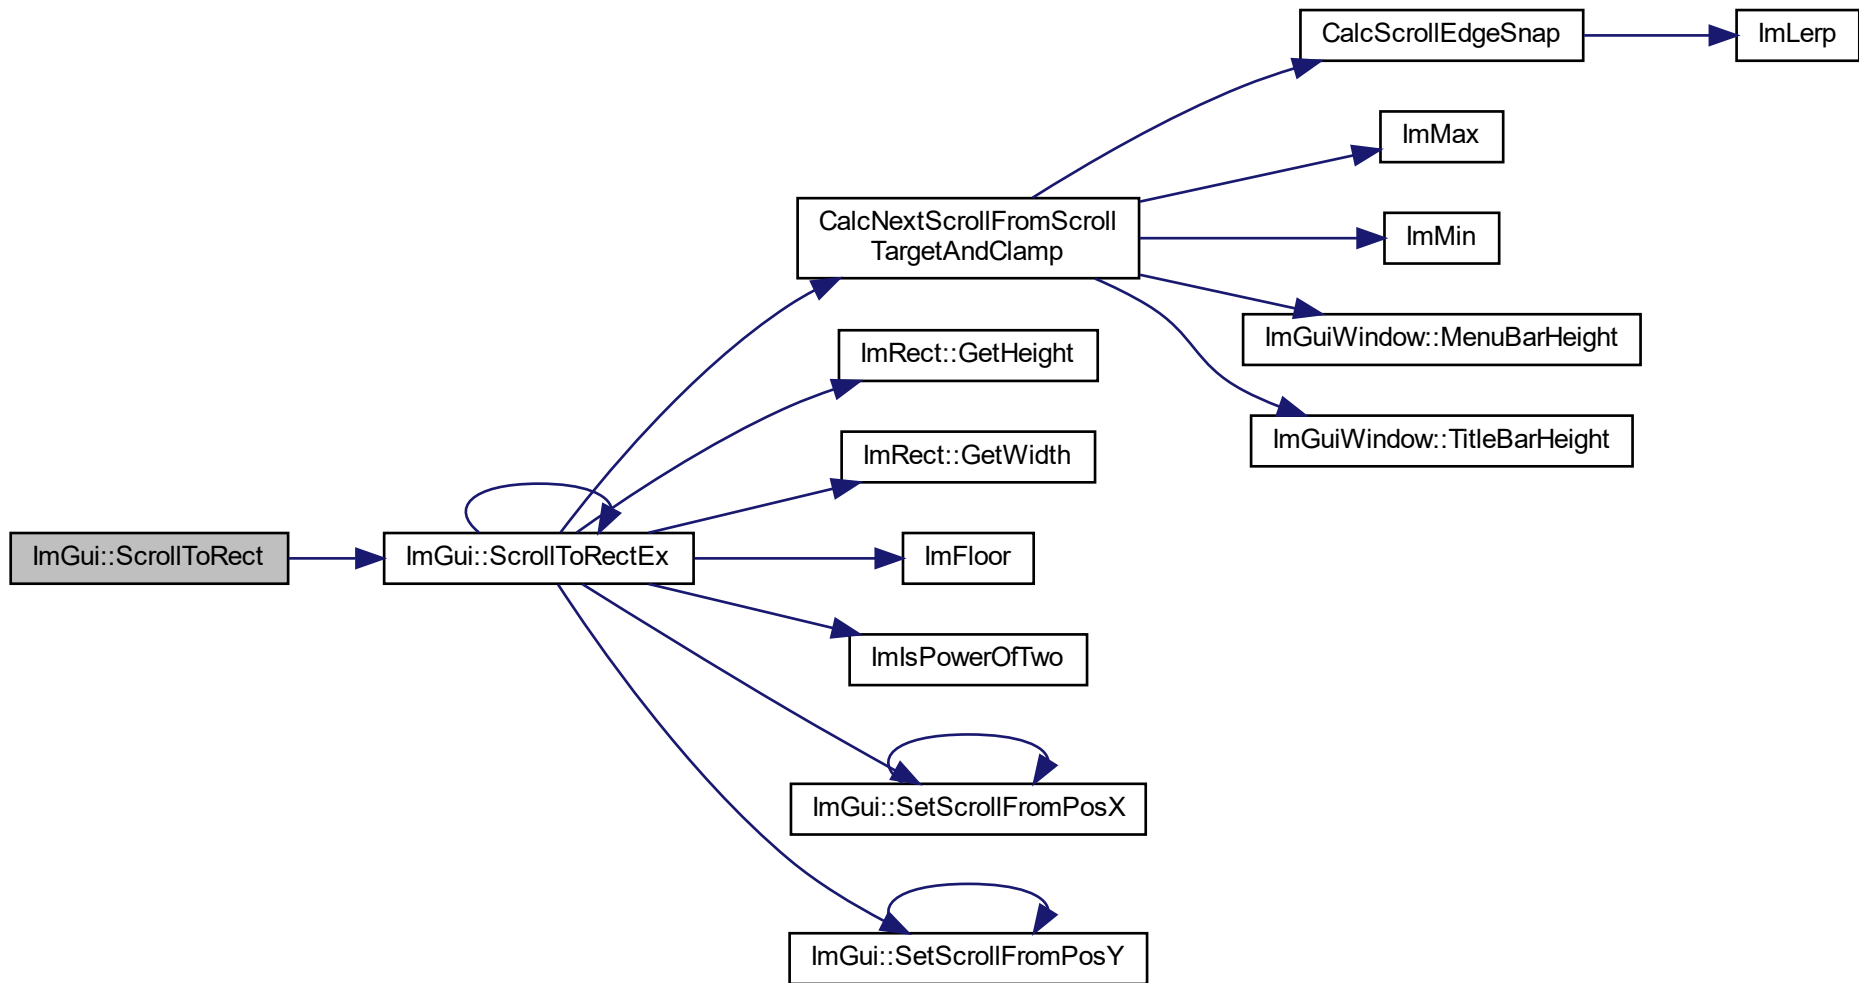 CalcScrollEdgeSnap
ImLerp
ImMax
CalcNextScrollFromScroll
TargetAndClamp
ImMin
ImGuiWindow::MenuBarHeight
ImRect::GetHeight
ImGuiWindow::TitleBarHeight
ImRect::GetWidth
ImGui::ScrollToRect
ImGui::ScrollToRectEx
ImFloor
ImIsPowerOfTwo
ImGui::SetScrollFromPosX
ImGui::SetScrollFromPosY